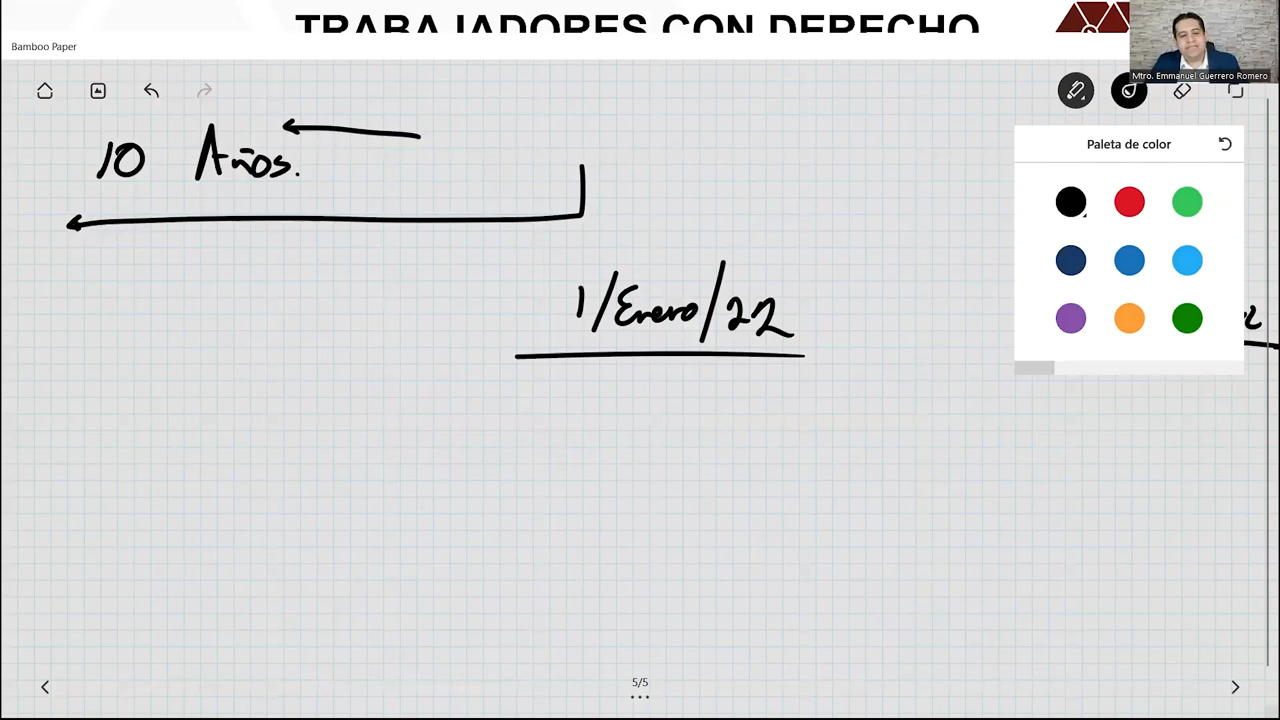 TRABAJADORES CON DERECHO
Bamboo Paper
Mtro. Emmanuel Guerrero Romero
10 Años.
Paleta de color
1/Enero/22
5/5